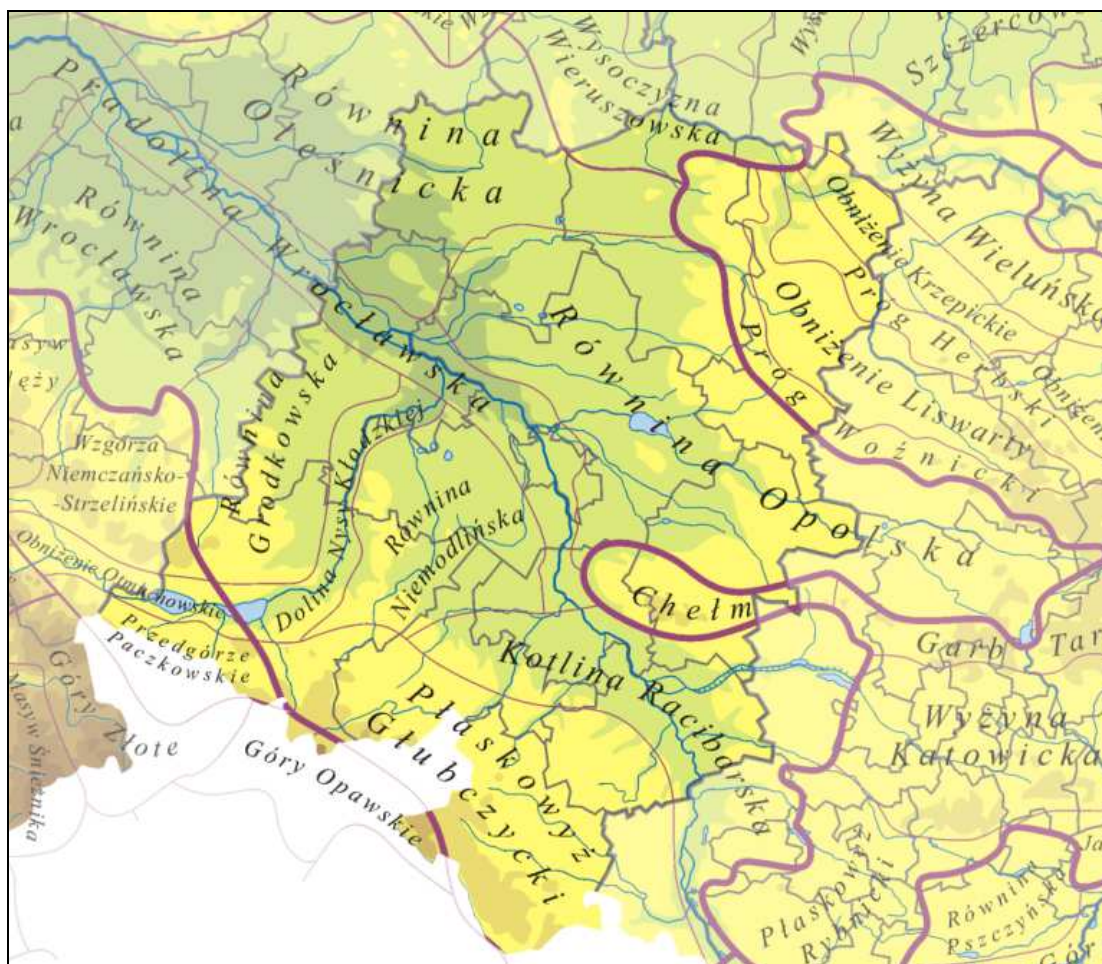 Równina
Oleśnicka
Pradolina Wrocławska
Równina
Wrocławska
Wysoczyzna
Wieruszowska
Wyżyna Wieluńska
Obniżenie
Krzepickie
Próg Herbski
Obniżenie Liswarty
Próg Woźnicki
Obniżenie
Równina Opolska
Wzgórza
Niemczańsko-
-Strzelińskie
Równina
Grodkowska
Dolina Nysy Kłodzkiej
Równina
Niemodlińska
Obniżenie Otmuchowskie
Przedgórze
Paczkowskie
Góry Złote
Masyw Śnieżnika
Góry Opawskie
Płaskowyż
Głubczycki
Kotlina Raciborska
Chełm
Garb Tar
Wyżyna
Katowicka
Płaskowyż
Rybnicki
Równina
Pszczyńska